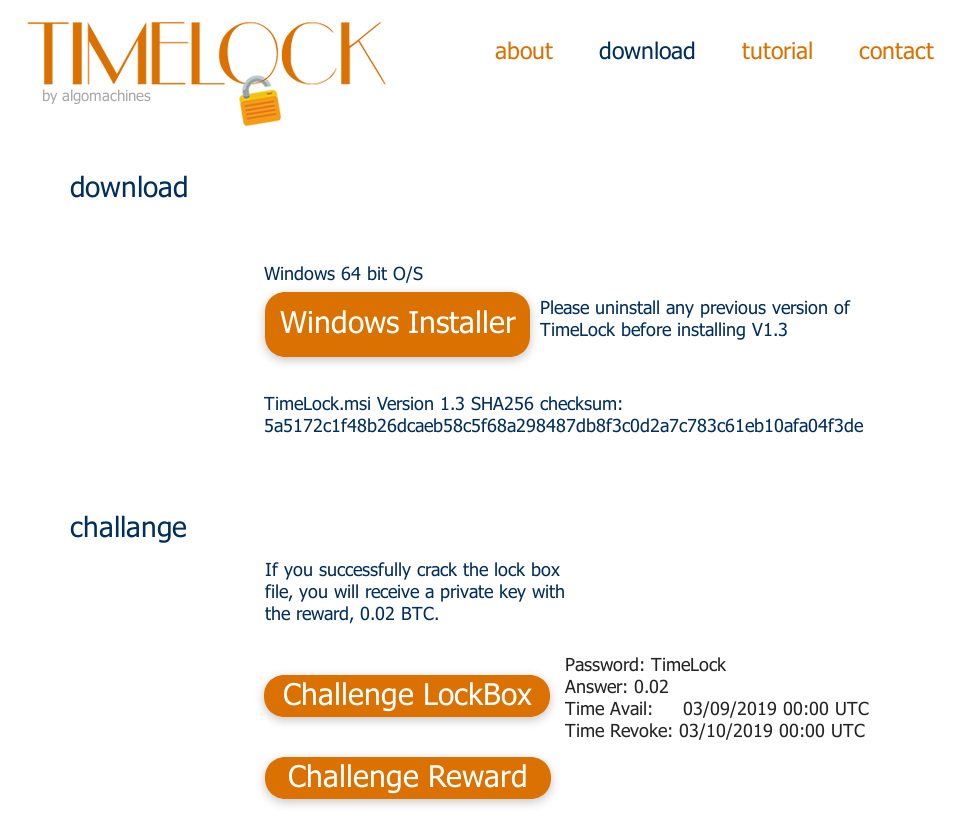 TIMELOCK
by algomachines
about download tutorial contact
download
Windows 64 bit O/S
Windows Installer
Please uninstall any previous version of
TimeLock before installing V1.3
TimeLock.msi Version 1.3 SHA256 checksum:
5a5172c1f48b26dcaeb58c5f68a298487db8f3c0d2a7c783c61eb10afa04f3de
challange
If you successfully crack the lock box
file, you will receive a private key with
the reward, 0.02 BTC.
Challenge LockBox
Password: TimeLock
Answer: 0.02
Time Avail: 03/09/2019 00:00 UTC
Time Revoke: 03/10/2019 00:00 UTC
Challenge Reward